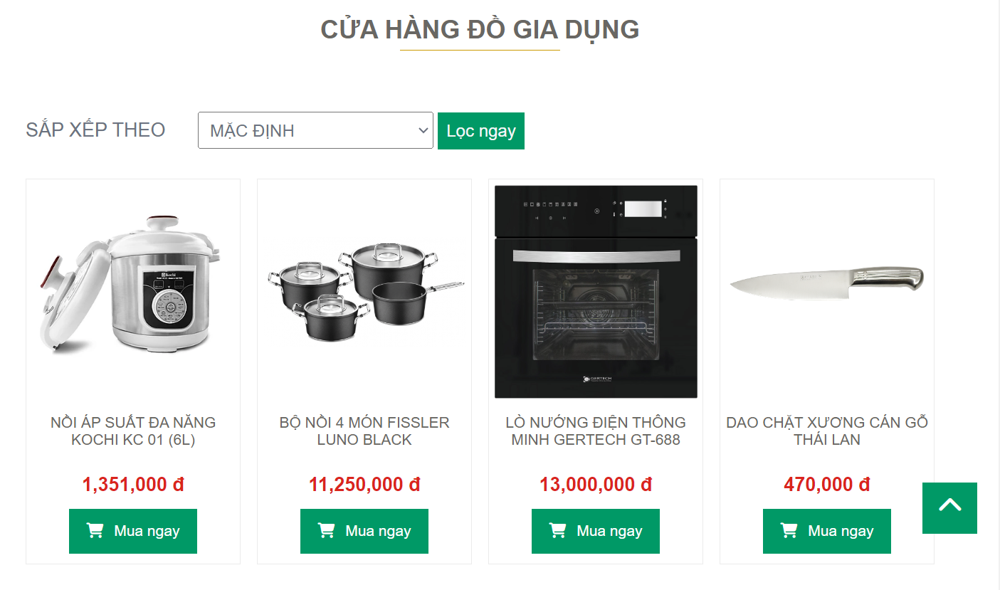 CỬA HÀNG ĐỒ GIA DỤNG
SẮP XẾP THEO
MẶC ĐỊNH
Lọc ngay
Kochi
GERTECH
NỒI ÁP SUẤT ĐA NĂNG
KOCHI KC 01 (6L)
BỘ NỒI 4 MÓN FISSLER
LUNO BLACK
LÒ NƯỚNG ĐIỆN THÔNG
MINH GERTECH GT-688
DAO CHẶT XƯƠNG CÁN GỖ
THÁI LAN
1,351,000 đ
11,250,000 đ
13,000,000 đ
470,000 đ
Mua ngay
Mua ngay
Mua ngay
Mua ngay